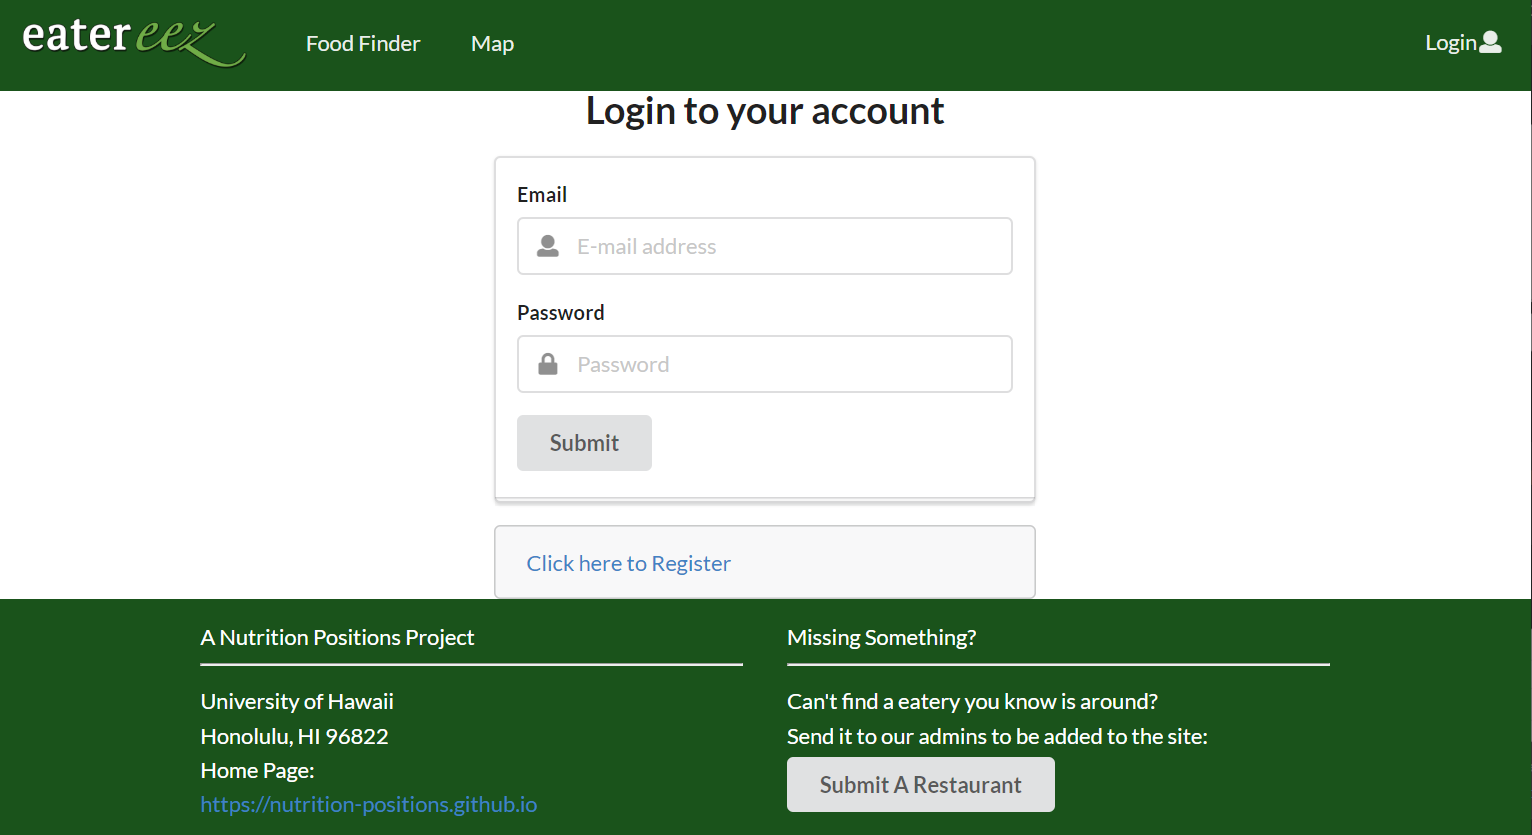 eatereez
Food Finder
Map
Login
Login to your account
Email
E-mail address
Password
Password
Submit
Click here to Register
A Nutrition Positions Project
University of Hawaii
Honolulu, HI 96822
Home Page:
https://nutrition-positions.github.io
Missing Something?
Can't find a eatery you know is around?
Send it to our admins to be added to the site:
Submit A Restaurant